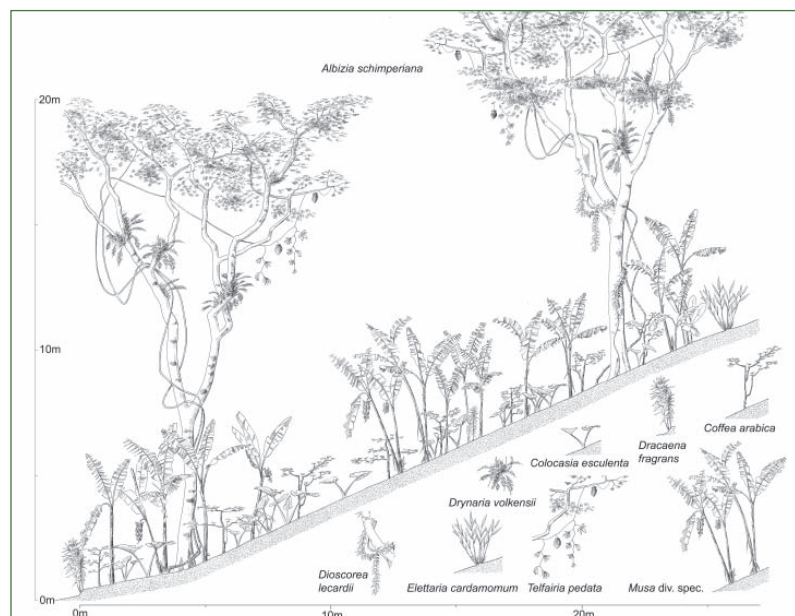 Albizia schimperiana
20m
10m
Coffea arabica
Dracaena
fragrans
Colocasia esculenta
Drynaria volkensii
Dioscorea
lecardii
Elettaria cardamomum
Telfairia pedata
Musa div. spec.
0m
0m
10m
20m